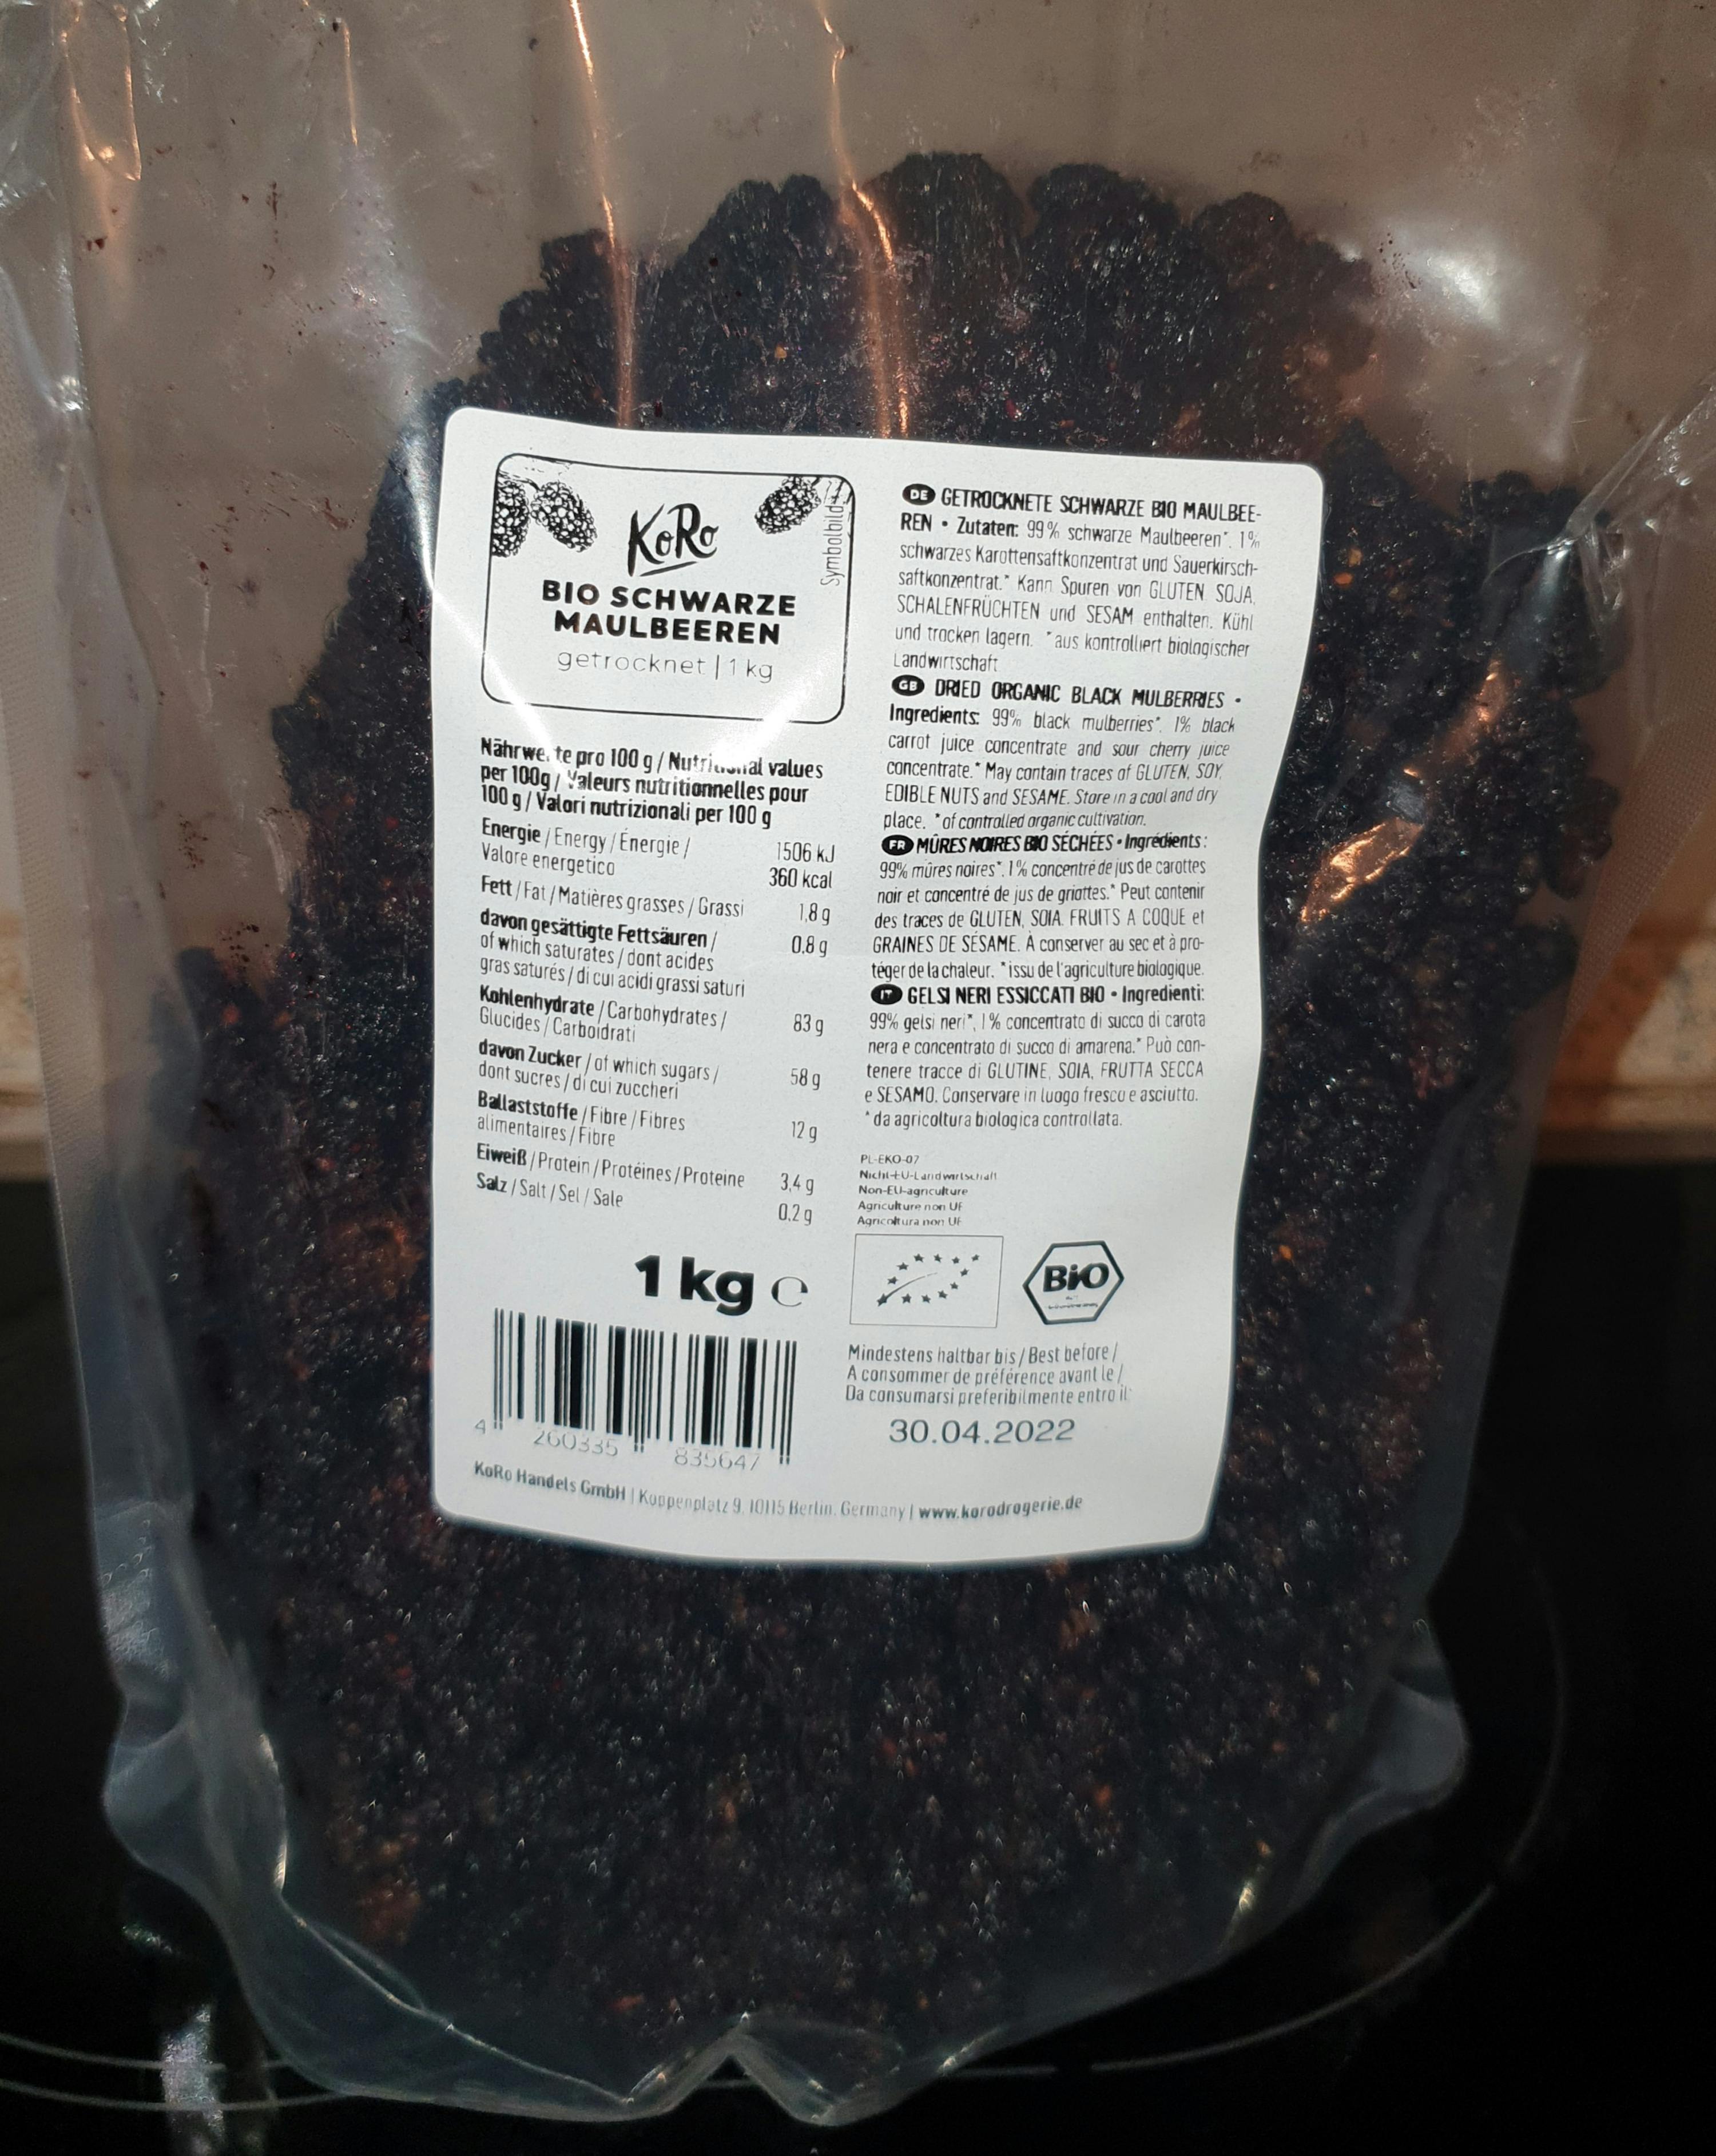 KoRo
Symbolbild
BIO SCHWARZE
MAULBEEREN
getrocknet | 1 kg
Nährwerte pro 100 g / Nutritional values
per 100g / Valeurs nutritionnelles pour
100 g / Valori nutrizionali per 100 g
Energie / Energy / Énergie / 1506 kJ
Valore energetico 360 kcal
Fett / Fat / Matières grasses / Grassi 1,8 g
davon gesättigte Fettsäuren / 0,8 g
of which saturates / dont acides
gras saturés / di cui acidi grassi saturi
Kohlenhydrate / Carbohydrates / 83 g
Glucides / Carboidrati
davon Zucker / of which sugars / 58 g
dont sucres / di cui zuccheri
Ballaststoffe / Fibre / Fibres 12 g
alimentaires / Fibre
Eiweiß / Protein / Protéines / Proteine 3,4 g
Salz / Salt / Sel / Sale 0,2 g
1 kg e
4 260335 835647
DE GETROCKNETE SCHWARZE BIO MAULBEE-
REN • Zutaten: 99 % schwarze Maulbeeren*, 1%
schwarzes Karottensaftkonzentrat und Sauerkirsch-
saftkonzentrat.* Kann Spuren von GLUTEN, SOJA,
SCHALENFRÜCHTEN und SESAM enthalten. Kühl
und trocken lagern. *aus kontrolliert biologischer
Landwirtschaft
GB DRIED ORGANIC BLACK MULBERRIES •
Ingredients: 99% black mulberries*, 1% black
carrot juice concentrate and sour cherry juice
concentrate.* May contain traces of GLUTEN, SOY,
EDIBLE NUTS and SESAME. Store in a cool and dry
place. *of controlled organic cultivation.
FR MÛRES NOIRES BIO SÉCHÉES • Ingrédients :
99% mûres noires*, 1 % concentré de jus de carottes
noir et concentré de jus de griottes.* Peut contenir
des traces de GLUTEN, SOIA, FRUITS A COQUE et
GRAINES DE SÉSAME. À conserver au sec et à pro-
téger de la chaleur. *issu de l'agriculture biologique.
IT GELSI NERI ESSICCATI BIO • Ingredienti:
99% gelsi neri*, 1 % concentrato di succo di carota
nera e concentrato di succo di amarena.* Può con-
tenere tracce di GLUTINE, SOIA, FRUTTA SECCA
e SESAMO. Conservare in luogo fresco e asciutto.
*da agricoltura biologica controllata.
PL-EKO-07
Nicht-EU-Landwirtschaft
Non-EU-agriculture
Agriculture non UE
Agricoltura non UE
BiO
Mindestens haltbar bis / Best before /
A consommer de préférence avant le /
Da consumarsi preferibilmente entro il:
30.04.2022
KoRo Handels GmbH | Koppenplatz 9, 10115 Berlin, Germany | www.korodrogerie.de